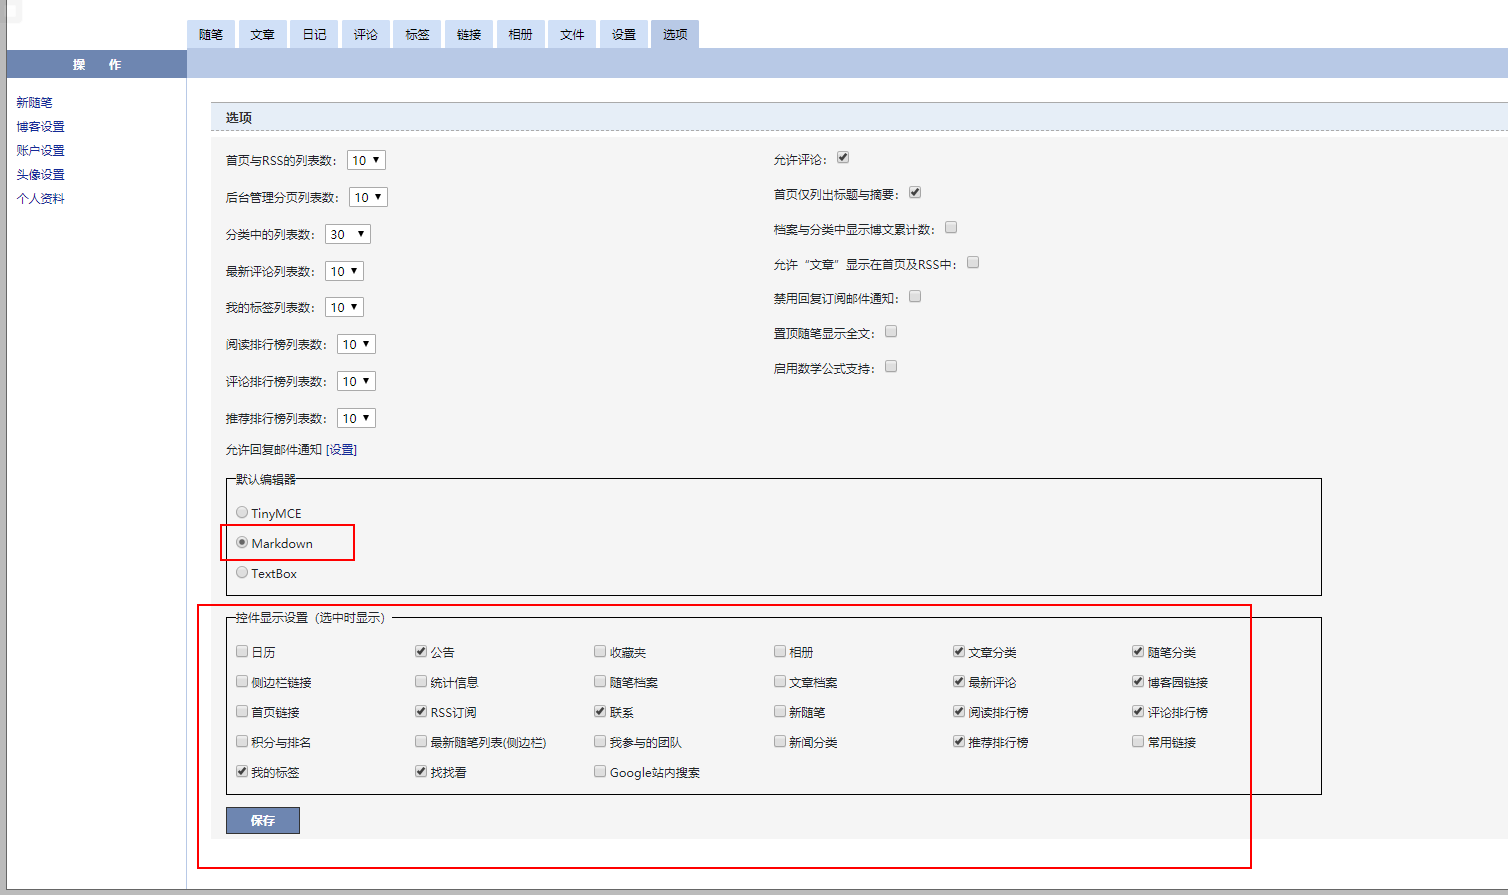 随笔 文章 日记 评论 标签 链接 相册 文件 设置 选项
操 作
新随笔
博客设置
账户设置
头像设置
个人资料
选项
首页与RSS的列表数： 10
后台管理分页列表数： 10
分类中的列表数： 30
最新评论列表数： 10
我的标签列表数： 10
阅读排行榜列表数： 10
评论排行榜列表数： 10
推荐排行榜列表数： 10
允许回复邮件通知 [设置]
允许评论：
首页仅列出标题与摘要：
档案与分类中显示博文累计数：
允许“文章”显示在首页及RSS中：
禁用回复订阅邮件通知：
置顶随笔显示全文：
启用数学公式支持：
默认编辑器
TinyMCE
Markdown
TextBox
控件显示设置（选中时显示）
日历 公告 收藏夹 相册 文章分类 随笔分类
侧边栏链接 统计信息 随笔档案 文章档案 最新评论 博客园链接
首页链接 RSS订阅 联系 新随笔 阅读排行榜 评论排行榜
积分与排名 最新随笔列表(侧边栏) 我参与的团队 新闻分类 推荐排行榜 常用链接
我的标签 找找看 Google站内搜索
保存